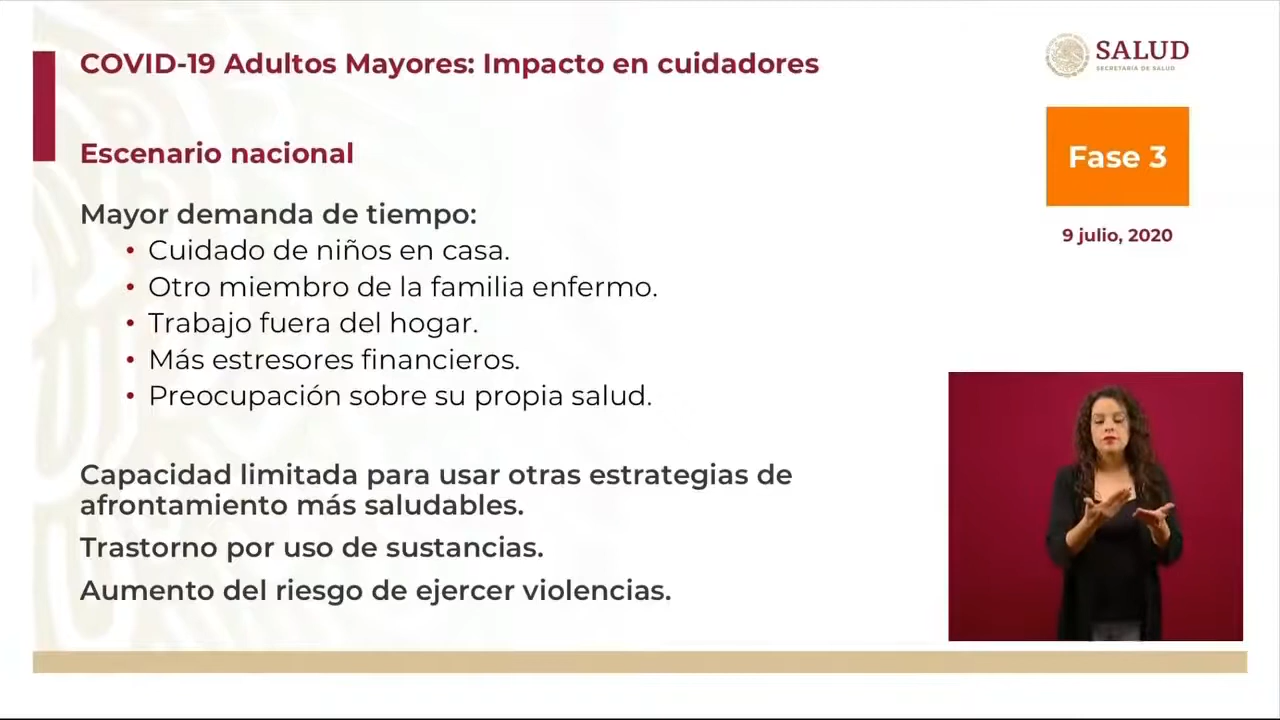 COVID-19 Adultos Mayores: Impacto en cuidadores
SALUD
SECRETARÍA DE SALUD
Fase 3
9 julio, 2020
Escenario nacional
Mayor demanda de tiempo:
• Cuidado de niños en casa.
• Otro miembro de la familia enfermo.
• Trabajo fuera del hogar.
• Más estresores financieros.
• Preocupación sobre su propia salud.
Capacidad limitada para usar otras estrategias de
afrontamiento más saludables.
Trastorno por uso de sustancias.
Aumento del riesgo de ejercer violencias.